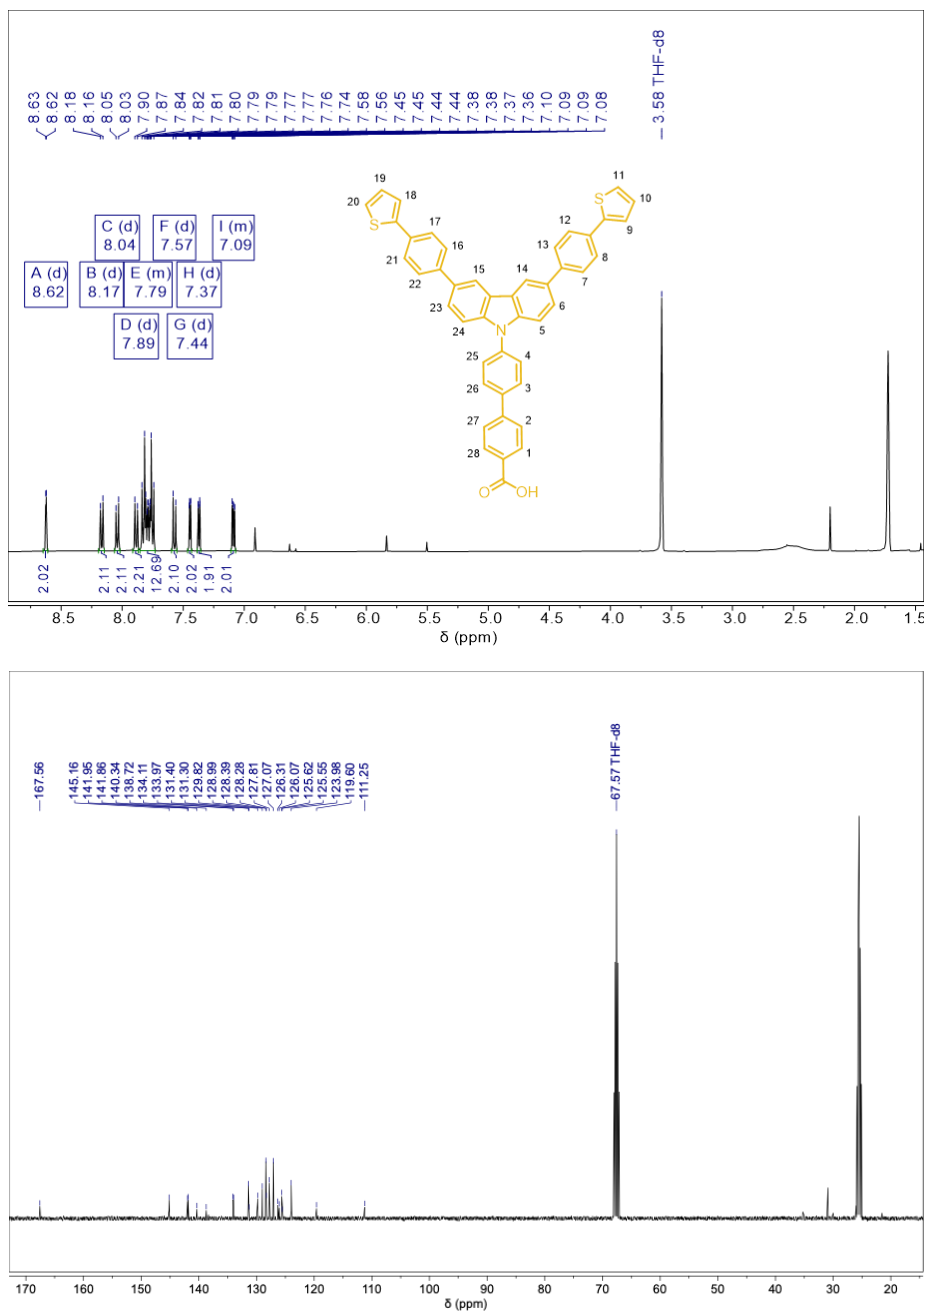 8.63 8.62 8.18 8.16 8.05 8.03 7.90 7.87 7.84 7.82 7.81 7.80 7.79 7.79 7.77 7.77 7.76 7.74 7.58 7.56 7.45 7.45 7.44 7.44 7.38 7.38 7.37 7.36 7.10 7.09 7.09 7.08 3.58 THF-d8
A (d)
8.62
B (d)
8.17
C (d)
8.04
D (d)
7.89
E (m)
7.79
F (d)
7.57
G (d)
7.44
H (d)
7.37
I (m)
7.09
19
20
18
S
17
16
21
22
15
23
24
11
S
10
12
9
13
8
14
7
6
5
N
25
4
26
3
27
2
28
1
O
OH
2.02 2.11 2.11 2.21 12.69 2.10 2.02 1.91 2.01
8.5 8.0 7.5 7.0 6.5 6.0 5.5 5.0 4.5 4.0 3.5 3.0 2.5 2.0 1.5
δ (ppm)
167.56 145.16 141.95 141.86 140.34 138.72 134.11 133.97 131.40 131.30 129.82 128.99 128.39 128.28 127.81 127.07 126.31 126.07 125.62 125.55 123.98 119.60 111.25 67.57 THF-d8
170 160 150 140 130 120 110 100 90 80 70 60 50 40 30 20
δ (ppm)